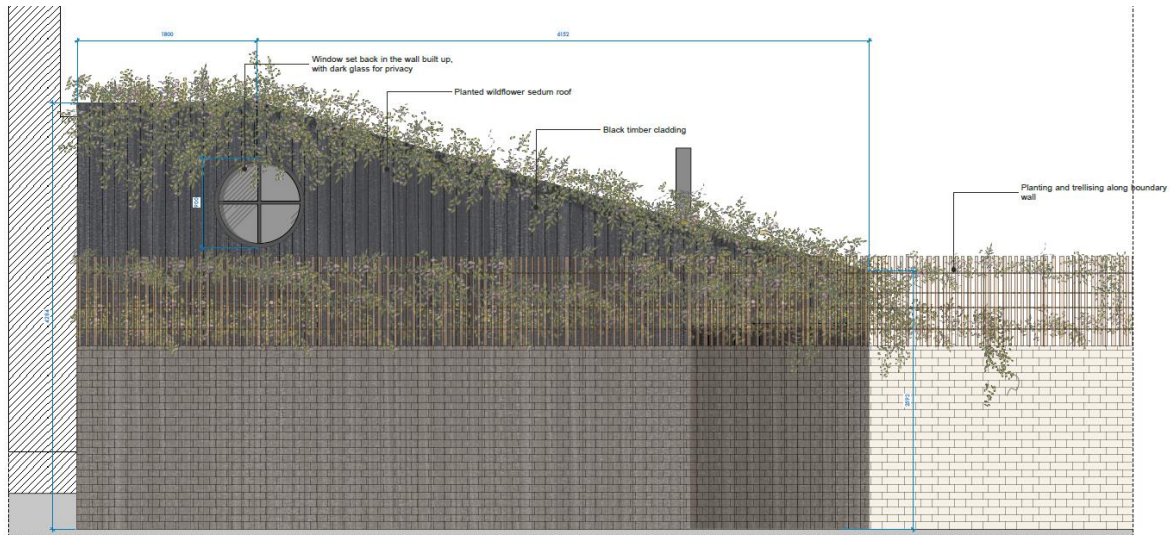 1800
6152
Window set back in the wall built up,
with dark glass for privacy
Planted wildflower sedum roof
Black timber cladding
Planting and trellising along boundary
wall